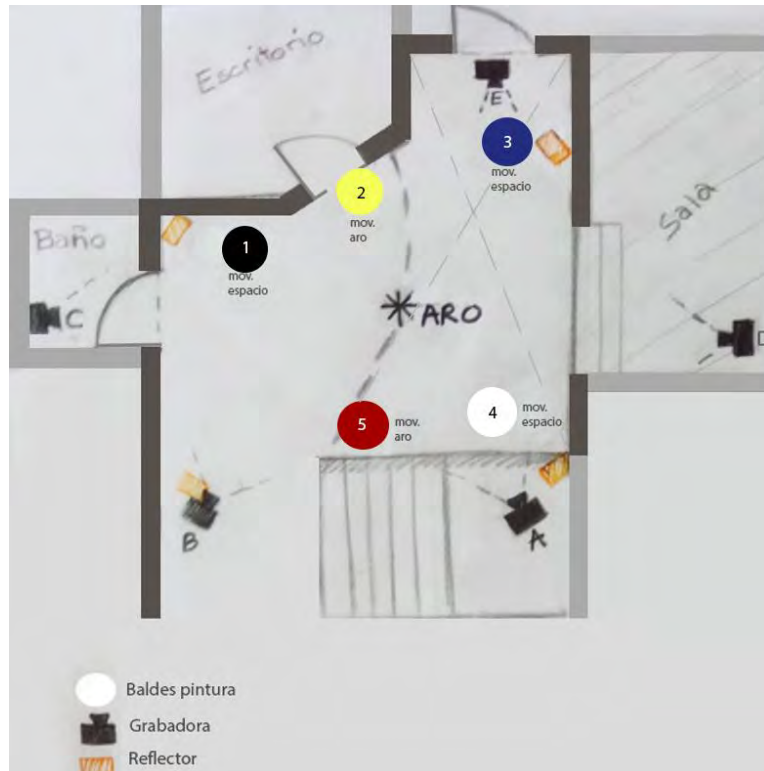 Escritorio
E
3
mov.
espacio
2
mov.
aro
Sala
Baño
1
mov.
espacio
C
ARO
D
5
mov.
aro
4
mov.
espacio
B
A
Baldes pintura
Grabadora
Reflector